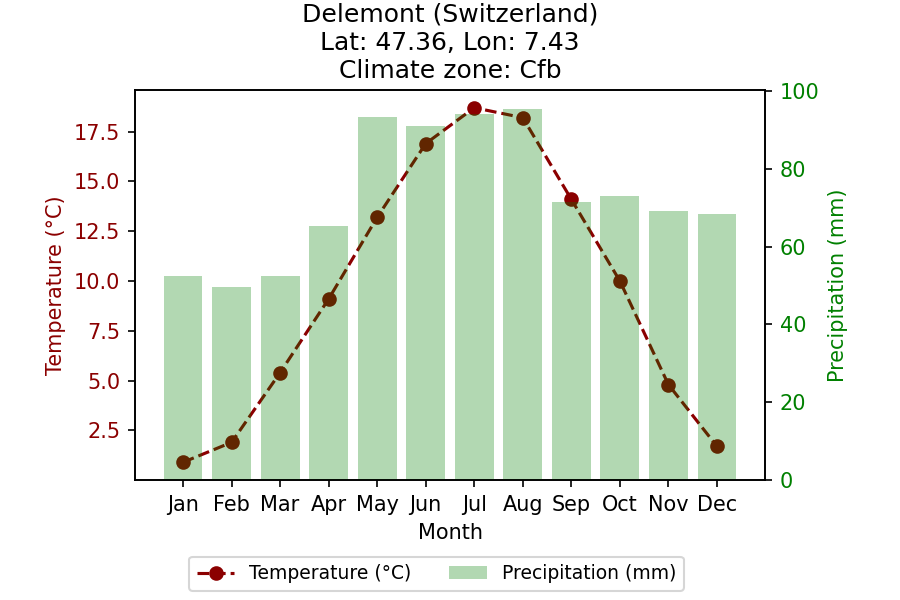 Delemont (Switzerland)
Lat: 47.36, Lon: 7.43
Climate zone: Cfb
Temperature (°C)
17.5
15.0
12.5
10.0
7.5
5.0
2.5
100
80
60
40
20
0
Precipitation (mm)
Jan Feb Mar Apr May Jun Jul Aug Sep Oct Nov Dec
Month
Temperature (°C) Precipitation (mm)